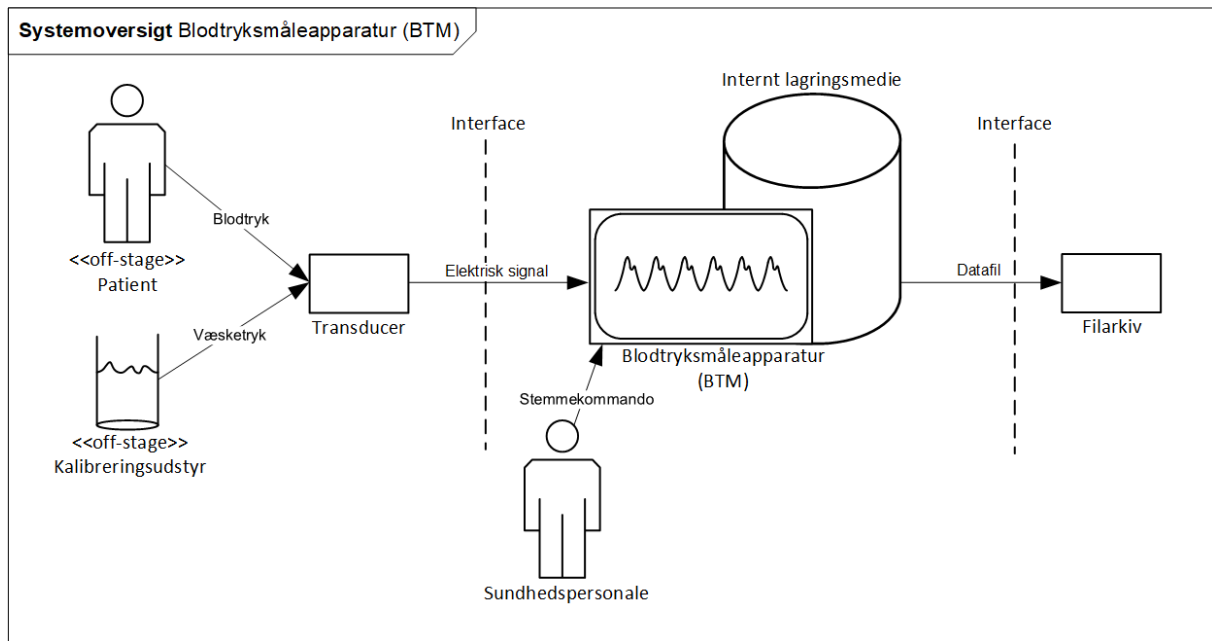 Systemoversigt Blodtryksmåleapparatur (BTM)
Internt lagringsmedie
Interface
Interface
Blodtryk
<<off-stage>>
Patient
Elektrisk signal
Datafil
Transducer
Filarkiv
Væsketryk
Blodtryksmåleapparatur
(BTM)
Stemmekommando
<<off-stage>>
Kalibreringsudstyr
Sundhedspersonale